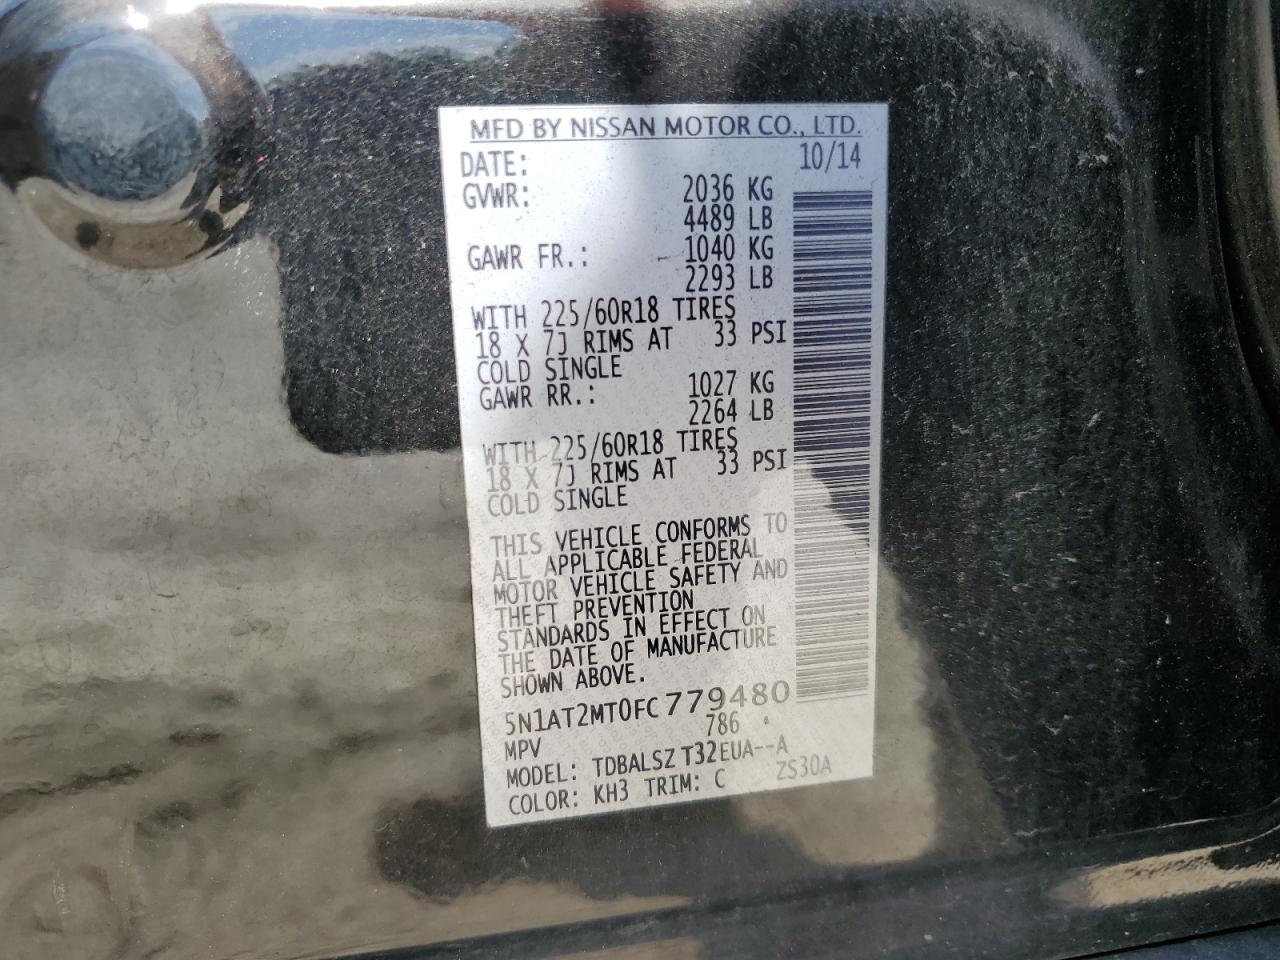 MFD BY NISSAN MOTOR CO., LTD.
DATE: 10/14
GVWR: 2036 KG
4489 LB
GAWR FR.: 1040 KG
2293 LB
WITH 225/60R18 TIRES
18 X 7J RIMS AT 33 PSI
COLD SINGLE
GAWR RR.: 1027 KG
2264 LB
WITH 225/60R18 TIRES
18 X 7J RIMS AT 33 PSI
COLD SINGLE
THIS VEHICLE CONFORMS TO
ALL APPLICABLE FEDERAL
MOTOR VEHICLE SAFETY AND
THEFT PREVENTION
STANDARDS IN EFFECT ON
THE DATE OF MANUFACTURE
SHOWN ABOVE.
5N1AT2MT0FC779480
MPV 786
MODEL: TDBALSZ T32EUA--A
COLOR: KH3 TRIM: C ZS30A